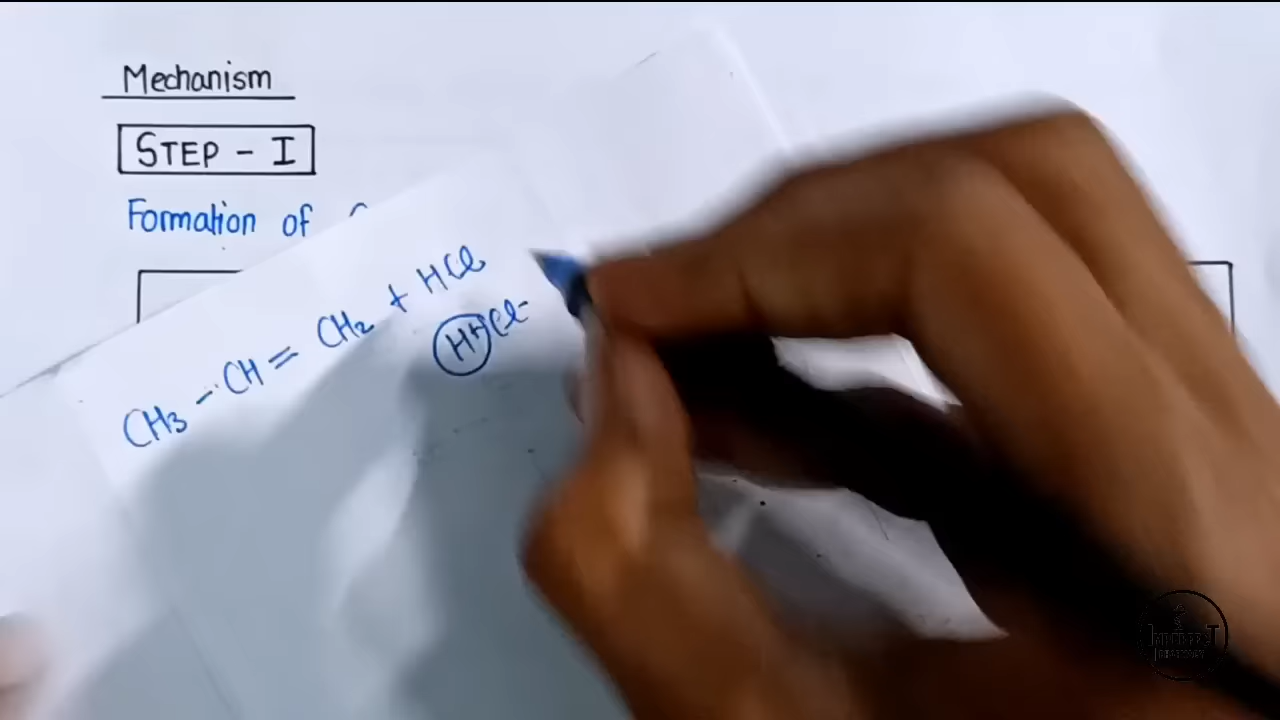 Mechanism
STEP - I
Formation of
CH3 - CH = CH2 + HCl
H+ Cl-